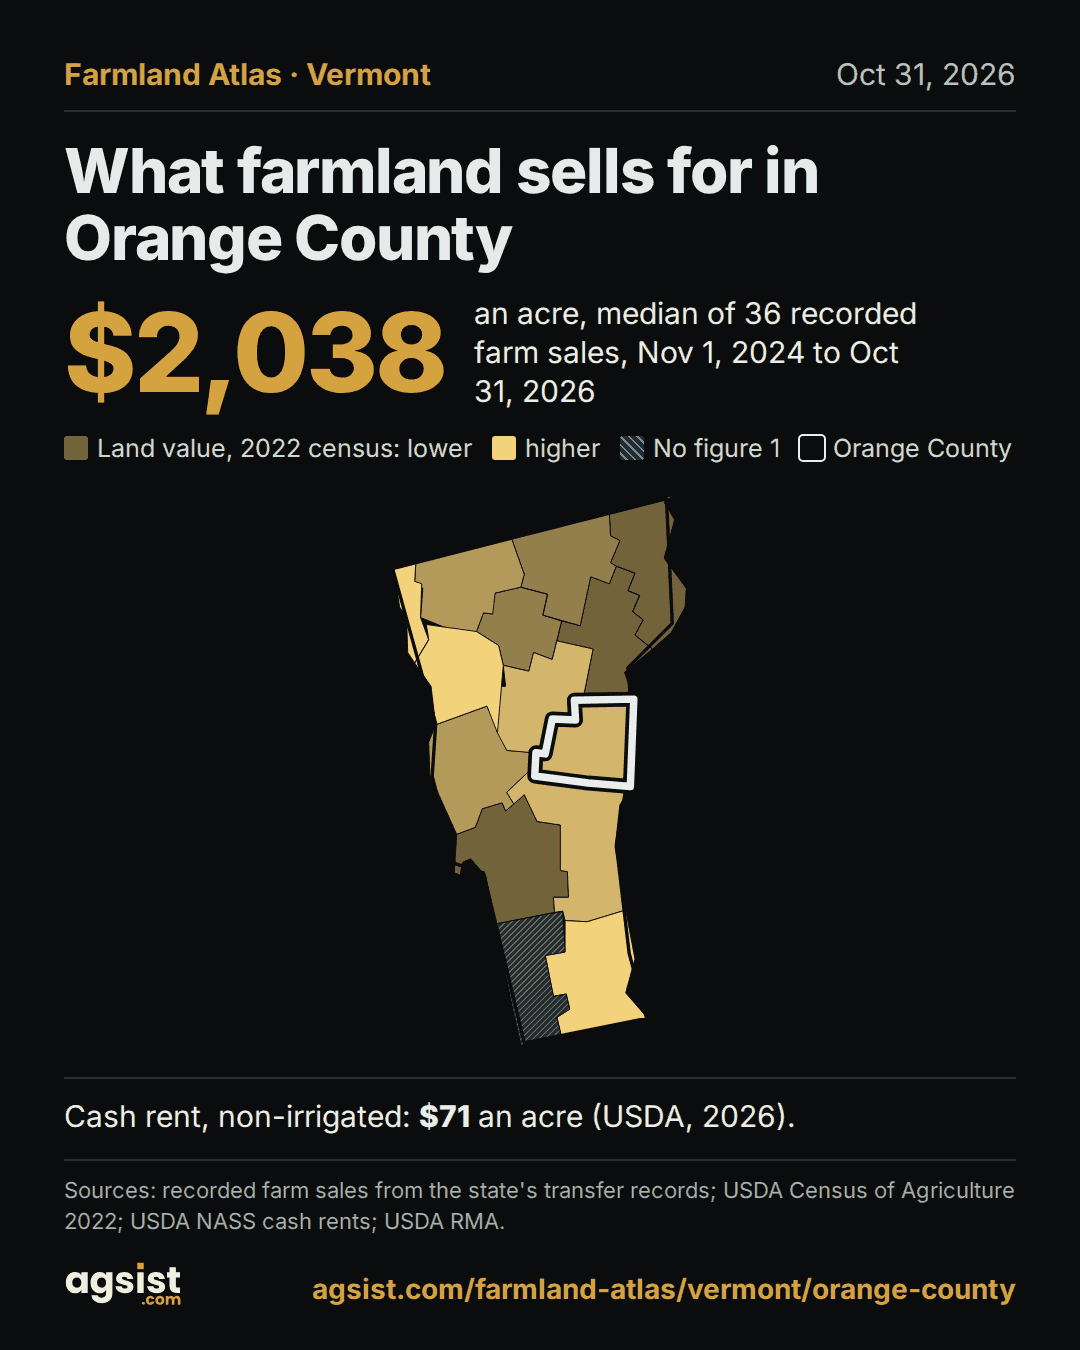 Farmland Atlas · Vermont
Oct 31, 2026
What farmland sells for in
Orange County
$2,038
an acre, median of 36 recorded
farm sales, Nov 1, 2024 to Oct
31, 2026
Land value, 2022 census: lower
higher
No figure 1
Orange County
Cash rent, non-irrigated: $71 an acre (USDA, 2026).
Sources: recorded farm sales from the state's transfer records; USDA Census of Agriculture
2022; USDA NASS cash rents; USDA RMA.
agsist
.com
agsist.com/farmland-atlas/vermont/orange-county